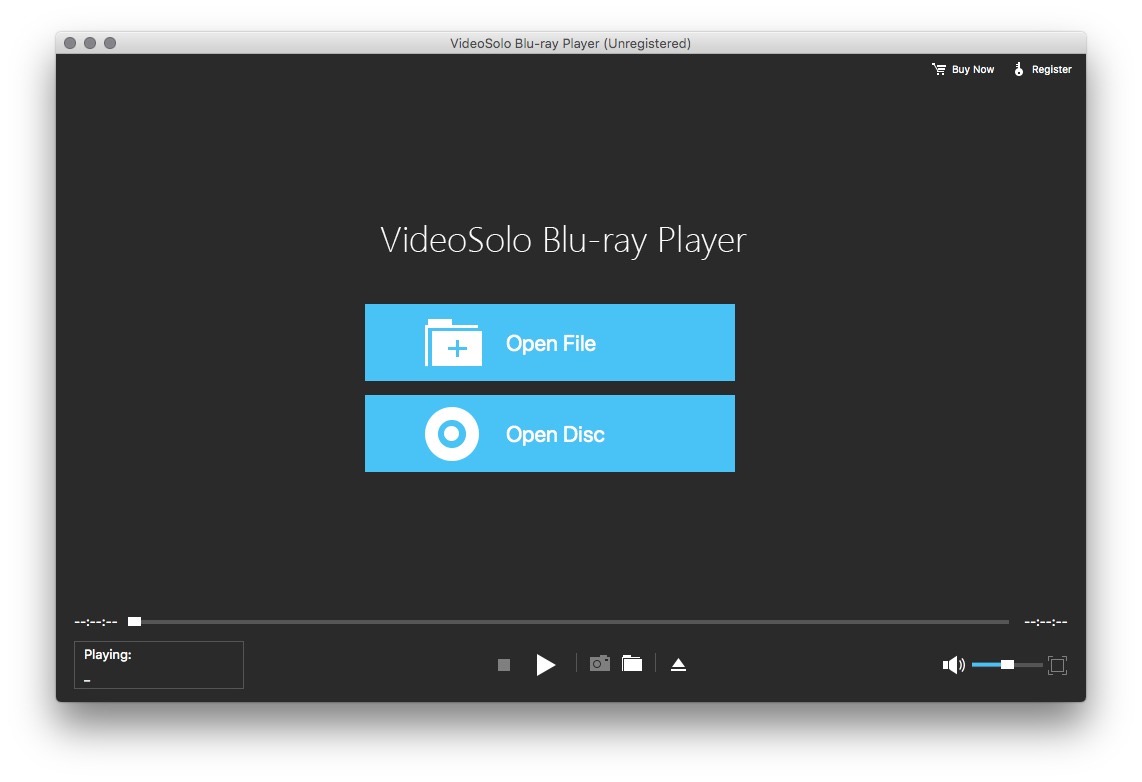 VideoSolo Blu-ray Player (Unregistered)
Buy Now Register
VideoSolo Blu-ray Player
Open File
Open Disc
--:--:-- --:--:--
Playing:
–